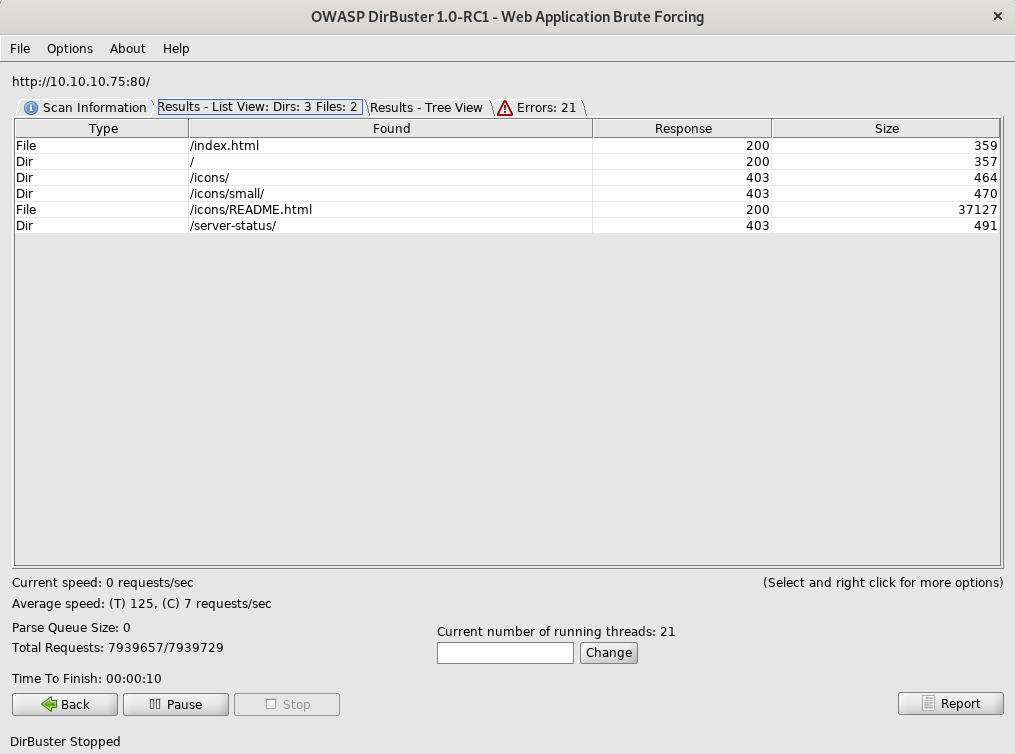 OWASP DirBuster 1.0-RC1 - Web Application Brute Forcing ×
File Options About Help
http://10.10.10.75:80/
Scan Information Results - List View: Dirs: 3 Files: 2 Results - Tree View Errors: 21
Type Found Response Size
File /index.html 200 359
Dir / 200 357
Dir /icons/ 403 464
Dir /icons/small/ 403 470
File /icons/README.html 200 37127
Dir /server-status/ 403 491
Current speed: 0 requests/sec (Select and right click for more options)
Average speed: (T) 125, (C) 7 requests/sec
Parse Queue Size: 0
Current number of running threads: 21
Total Requests: 7939657/7939729
Change
Time To Finish: 00:00:10
Back Pause Stop Report
DirBuster Stopped